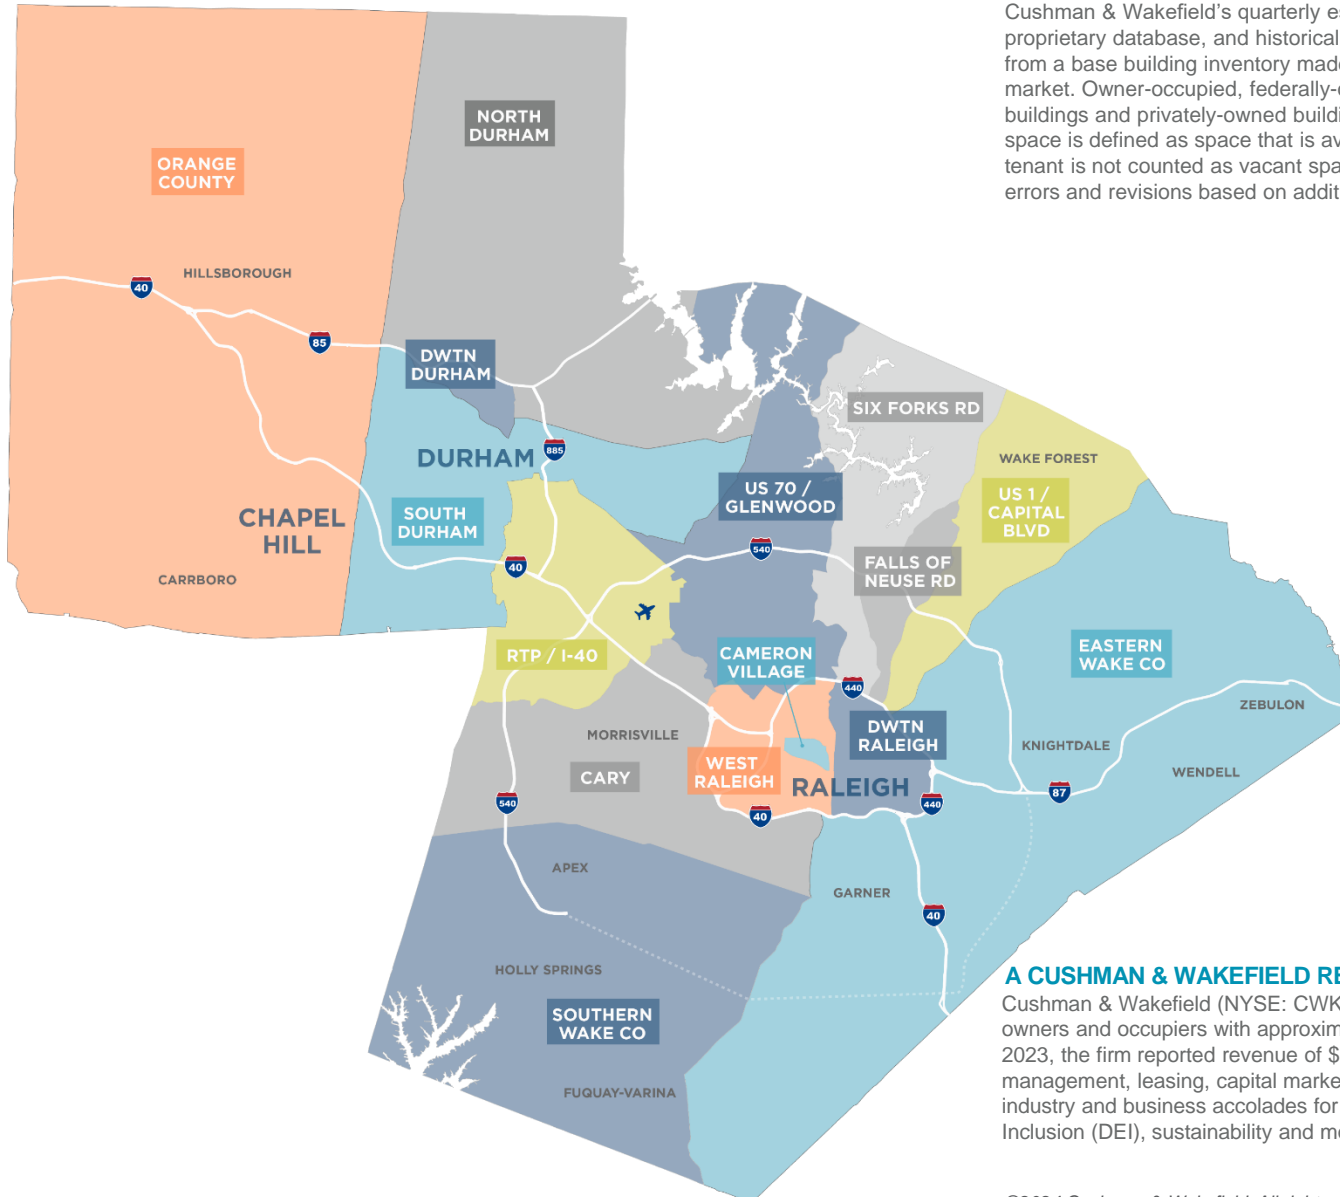 Cushman & Wakefield's quarterly es
proprietary database, and historical
from a base building inventory made
market. Owner-occupied, federally-
buildings and privately-owned buildi
space is defined as space that is av
tenant is not counted as vacant spa
errors and revisions based on addit
NORTH
DURHAM
ORANGE
COUNTY
HILLSBOROUGH
40
85
DWTN
DURHAM
SIX FORKS RD
DURHAM
885
WAKE FOREST
US 70 /
GLENWOOD
US 1 /
CAPITAL
BLVD
SOUTH
DURHAM
CHAPEL
HILL
540
40
FALLS OF
NEUSE RD
CARRBORO
RTP / I-40
CAMERON
VILLAGE
EASTERN
WAKE CO
440
ZEBULON
MORRISVILLE
DWTN
RALEIGH
KNIGHTDALE
WENDELL
CARY
WEST
RALEIGH
RALEIGH
540
40
440
87
APEX
GARNER
40
HOLLY SPRINGS
SOUTHERN
WAKE CO
FUQUAY-VARINA
A CUSHMAN & WAKEFIELD RE
Cushman & Wakefield (NYSE: CWK
owners and occupiers with approxim
2023, the firm reported revenue of $
management, leasing, capital marke
industry and business accolades for
Inclusion (DEI), sustainability and m